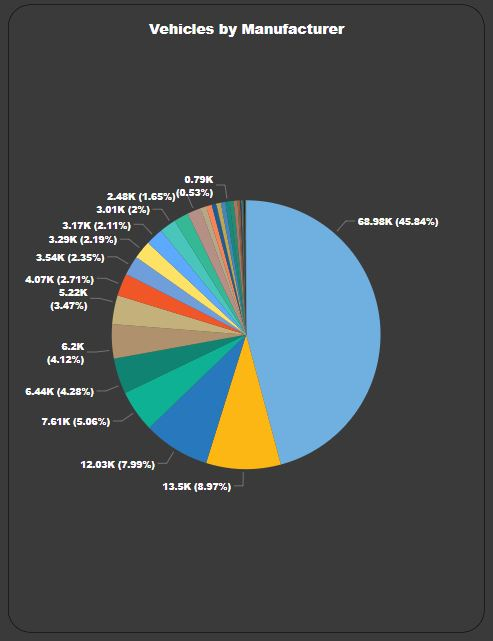 Vehicles by Manufacturer
0.79K
(0.53%)
2.48K (1.65%)
3.01K (2%)
3.17K (2.11%)
3.29K (2.19%)
3.54K (2.35%)
4.07K (2.71%)
5.22K
(3.47%)
6.2K
(4.12%)
6.44K (4.28%)
7.61K (5.06%)
12.03K (7.99%)
13.5K (8.97%)
68.98K (45.84%)